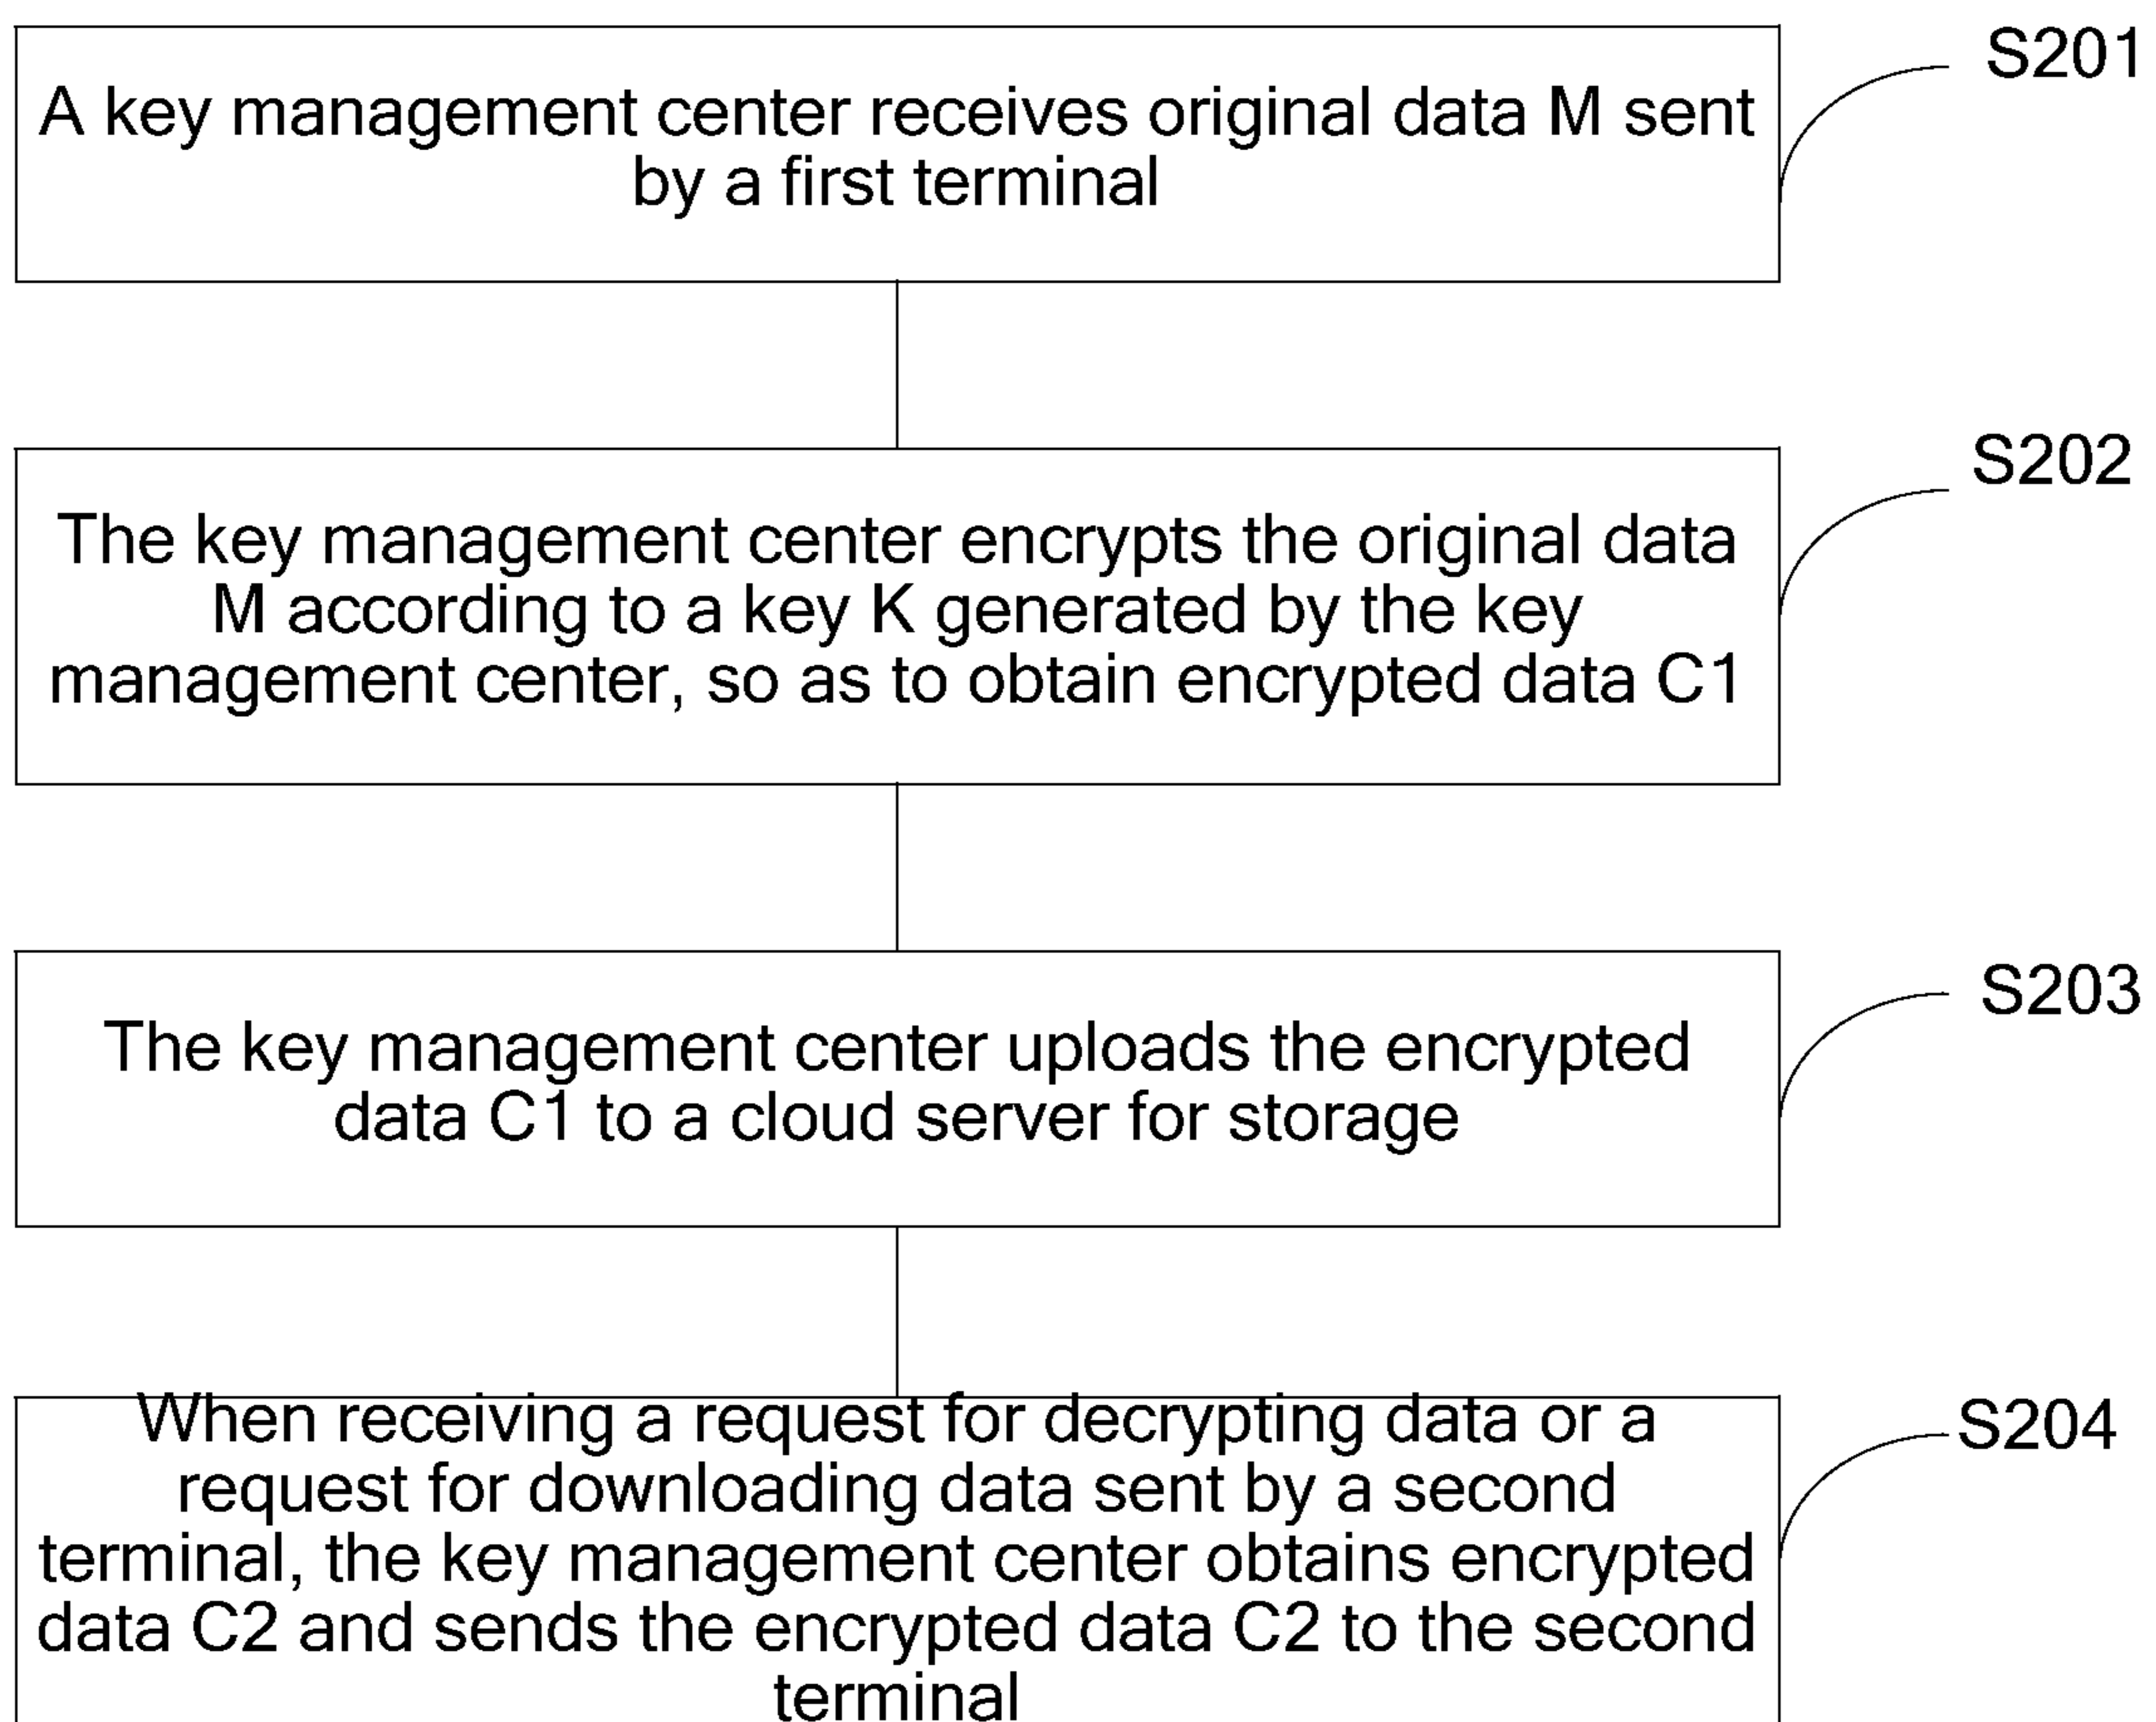 S201
A key management center receives original data M sent
by a first terminal
S202
The key management center encrypts the original data
M according to a key K generated by the key
management center, so as to obtain encrypted data C1
S203
The key management center uploads the encrypted
data C1 to a cloud server for storage
S204
When receiving a request for decrypting data or a
request for downloading data sent by a second
terminal, the key management center obtains encrypted
data C2 and sends the encrypted data C2 to the second
terminal